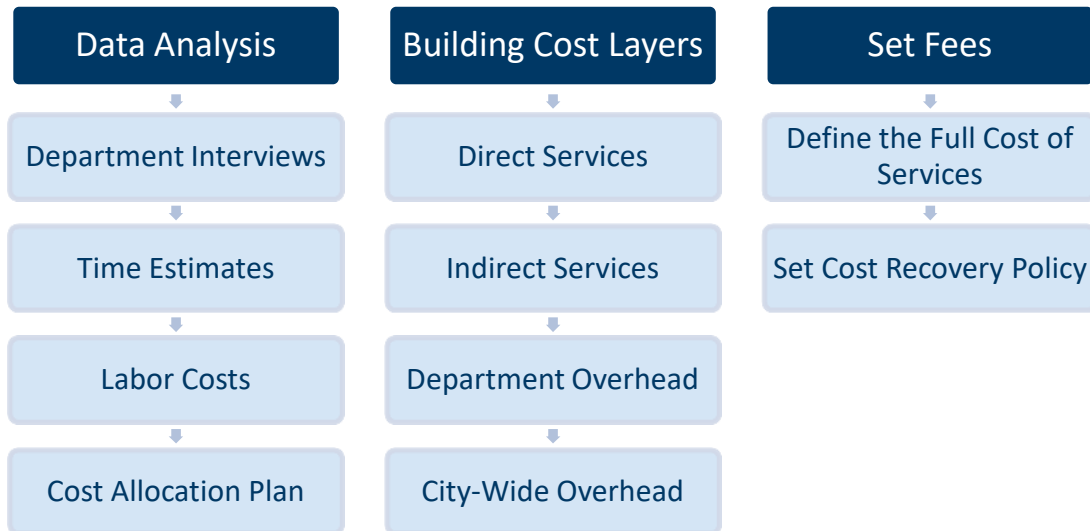 Data Analysis
Department Interviews
Time Estimates
Labor Costs
Cost Allocation Plan
Building Cost Layers
Direct Services
Indirect Services
Department Overhead
City-Wide Overhead
Set Fees
Define the Full Cost of
Services
Set Cost Recovery Policy